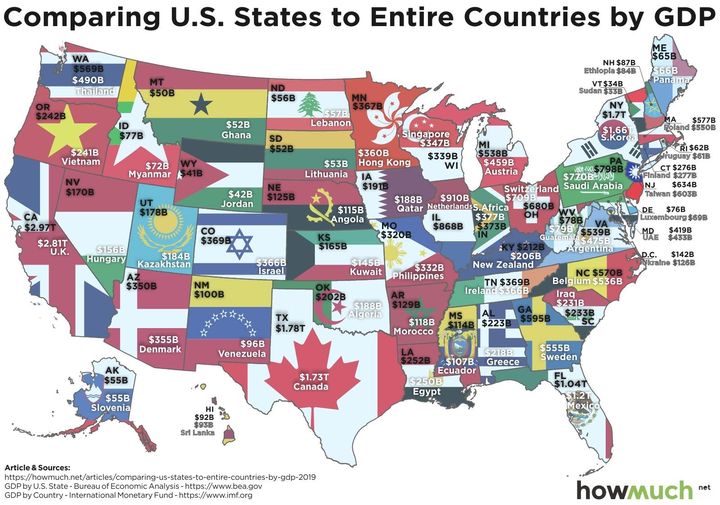 Comparing U.S. States to Entire Countries by GDP
WA
$569B
$490B
Thailand
OR
$242B
$241B
Vietnam
CA
$2.97T
$2.81T
U.K.
NV
$170B
$156B
Hungary
ID
$77B
$72B
Myanmar
MT
$50B
$52B
Ghana
WY
$41B
$42B
Jordan
UT
$178B
$184B
Kazakhstan
CO
$369B
$366B
Israel
AZ
$350B
$355B
Denmark
NM
$100B
$96B
Venezuela
ND
$56B
$57B
Lebanon
SD
$52B
$53B
Lithuania
NE
$125B
$115B
Angola
KS
$165B
$145B
Kuwait
OK
$202B
$188B
Algeria
TX
$1.78T
$1.73T
Canada
MN
$367B
$360B
Hong Kong
IA
$191B
$188B
Qatar
MO
$320B
$332B
Philippines
AR
$129B
$118B
Morocco
LA
$252B
$250B
Egypt
Singapore
$347B
$339B
WI
IL
$868B
$910B
Netherlands
MI
$538B
$459B
Austria
S.Africa
$377B
$373B
IN
Switzerland
$709B
$680B
OH
KY $212B
$206B
New Zealand
TN $369B
Ireland $366B
MS
$114B
$107B
Ecuador
AL
$223B
$218B
Greece
GA
$595B
$555B
Sweden
FL
$1.04T
$1.2T
Mexico
NC $570B
Belgium $536B
Iraq
$231B
$233B
SC
WV
$78B
$79B
Guatemala
VA
$539B
$475B
Argentina
PA
$798B
$770B
Saudi Arabia
NY
$1.7T
$1.66T
S.Korea
ME
$65B
$66B
Panama
NH $87B
Ethiopia $84B
VT $34B
Sudan $33B
MA $577B
Poland $550B
RI $62B
Uruguay $61B
CT $276B
Finland $277B
NJ $634B
Taiwan $603B
DE $76B
Luxembourg $69B
MD $419B
UAE $433B
D.C. $142B
Ukraine $126B
AK
$55B
$55B
Slovenia
HI
$92B
$93B
Sri Lanka
Article & Sources:
https://howmuch.net/articles/comparing-us-states-to-entire-countries-by-gdp-2019
GDP by U.S. State - Bureau of Economic Analysis - https://www.bea.gov
GDP by Country - International Monetary Fund - https://www.imf.org
howmuch.net